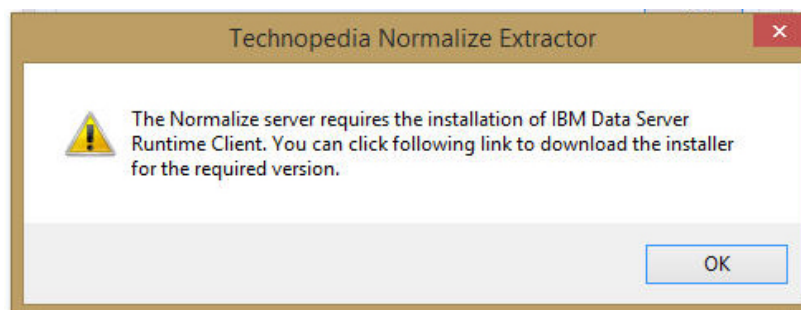 Technopedia Normalize Extractor
The Normalize server requires the installation of IBM Data Server
Runtime Client. You can click following link to download the installer
for the required version.
OK